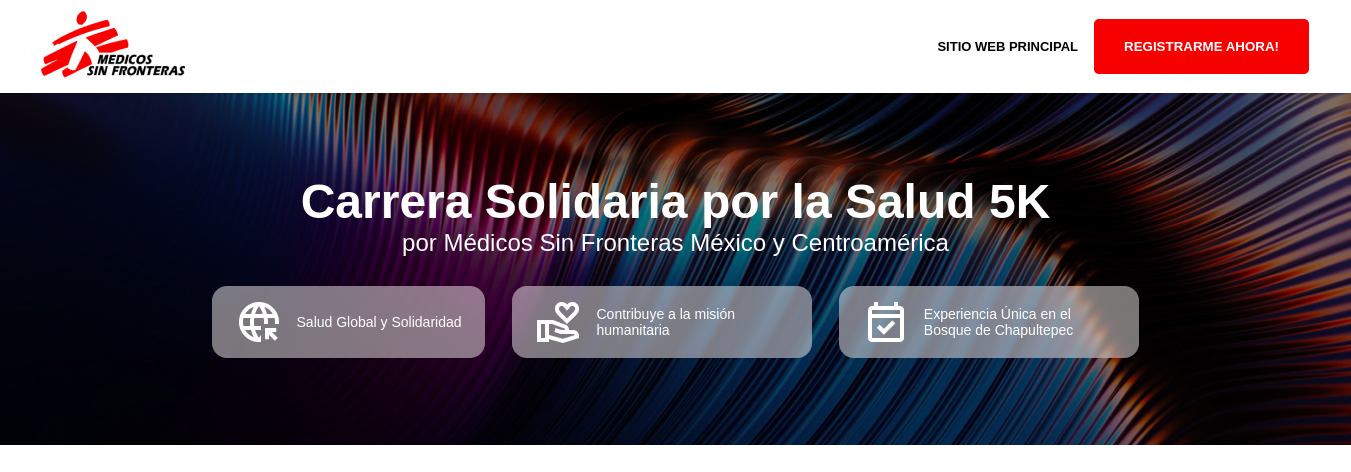 MEDICOS
SIN FRONTERAS
SITIO WEB PRINCIPAL
REGISTRARME AHORA!
Carrera Solidaria por la Salud 5K
por Médicos Sin Fronteras México y Centroamérica
Salud Global y Solidaridad
Contribuye a la misión
humanitaria
Experiencia Única en el
Bosque de Chapultepec